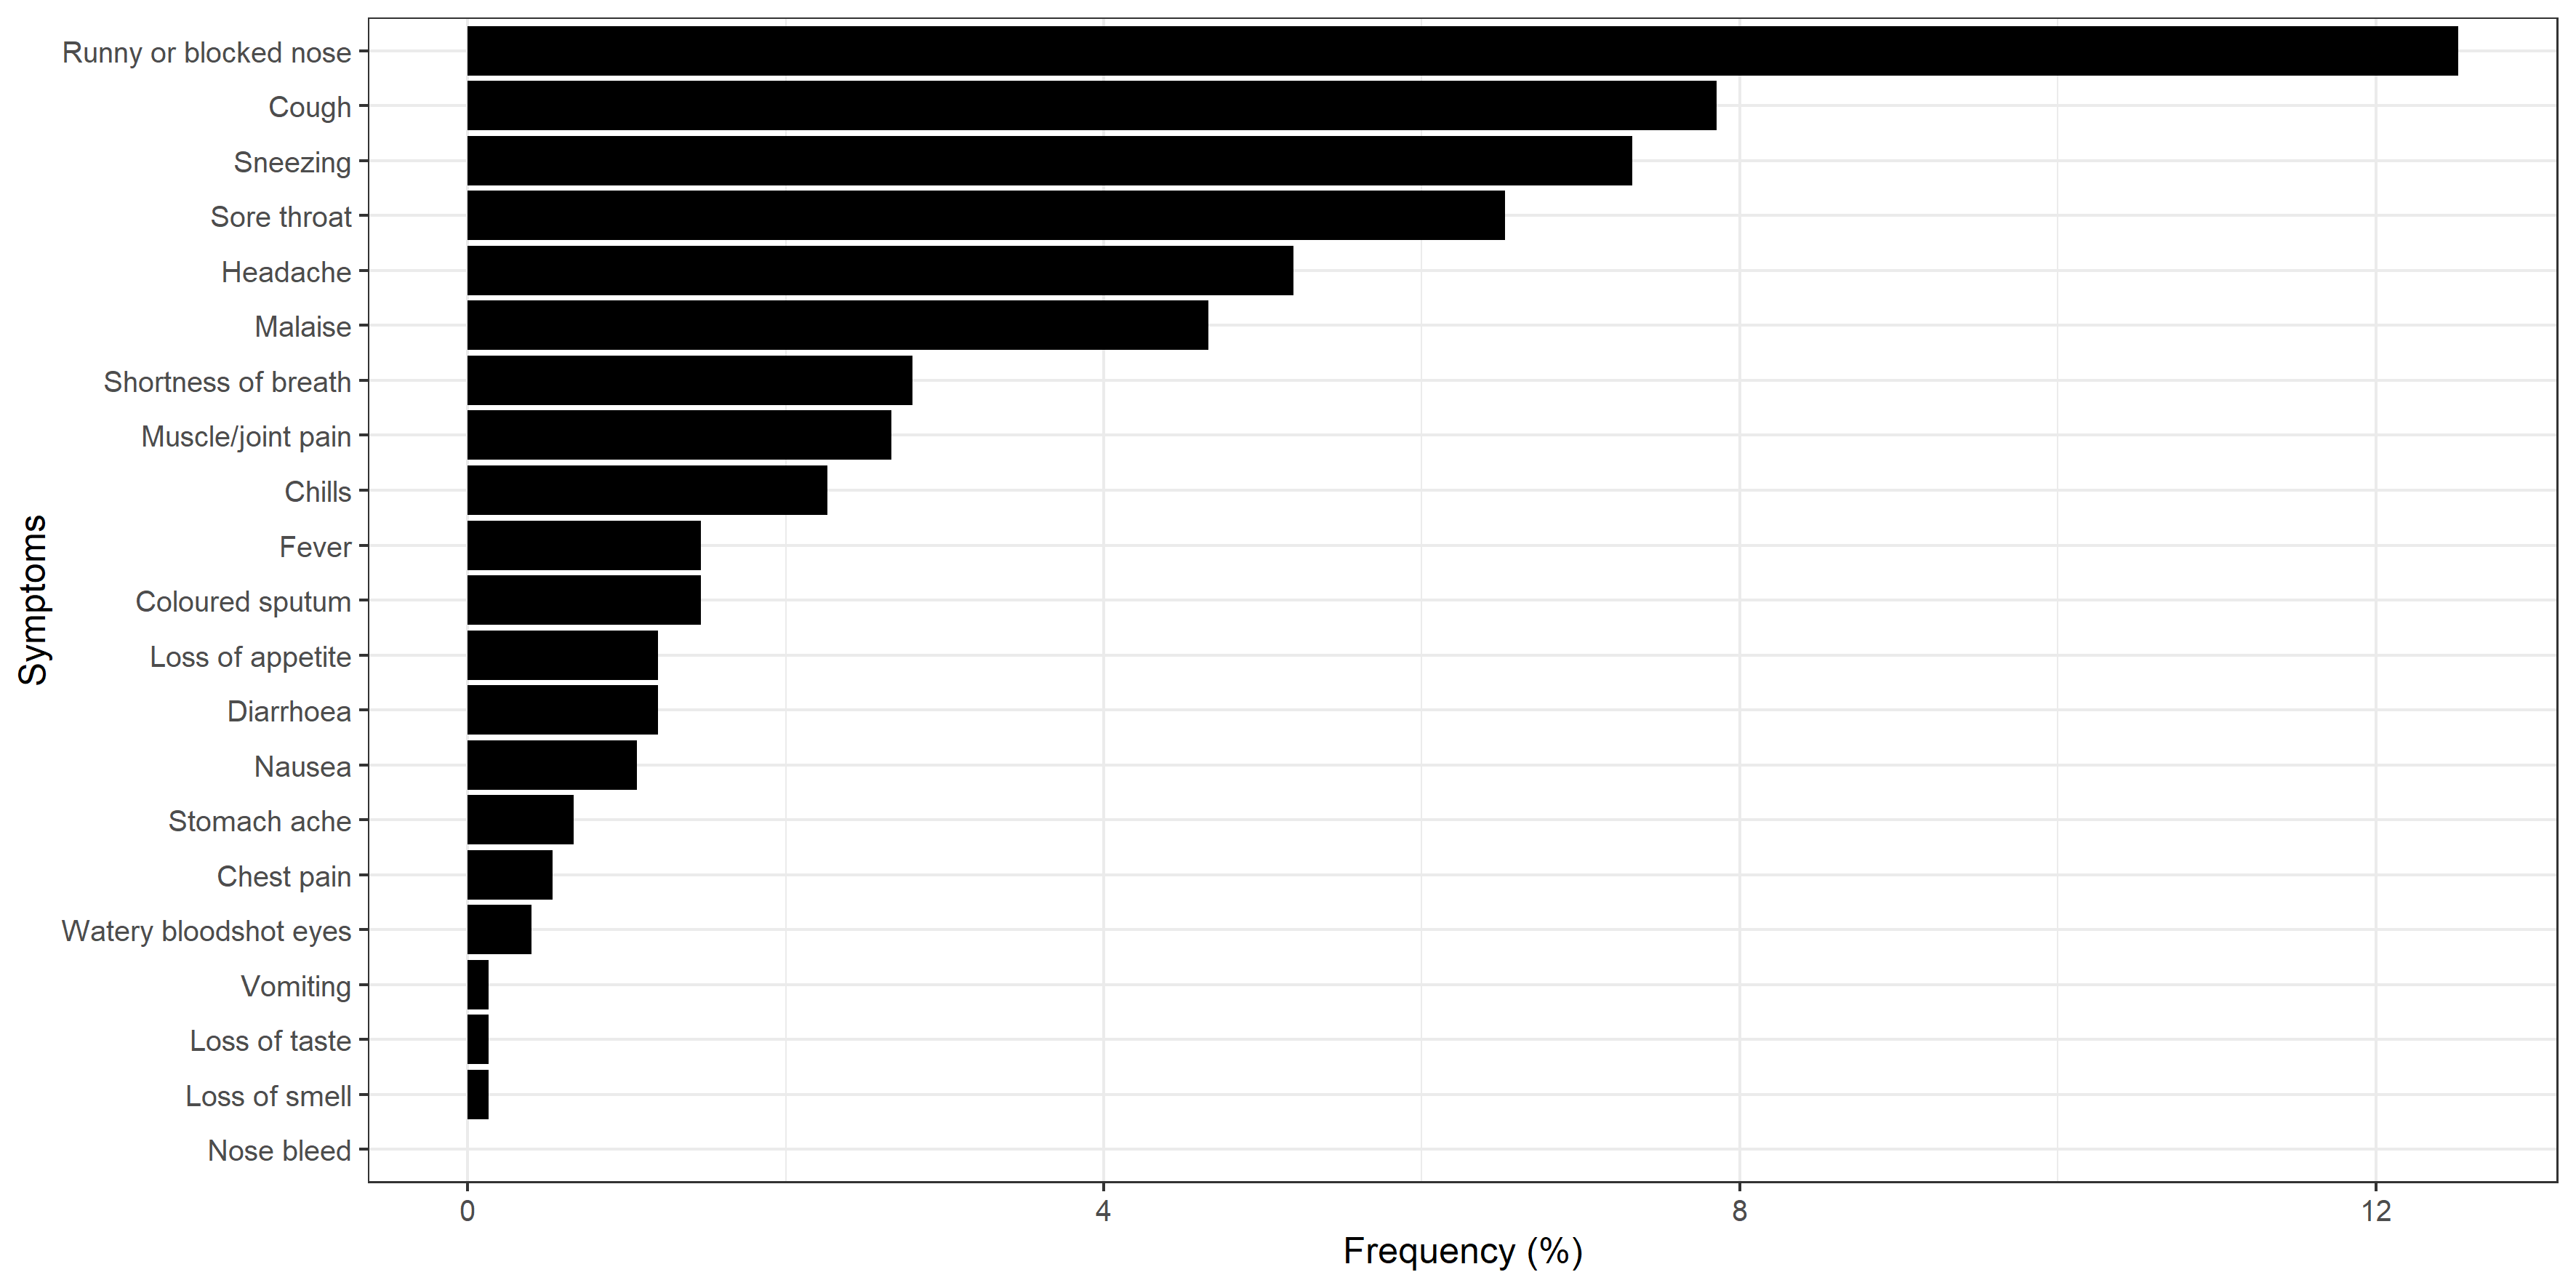 Runny or blocked nose
Cough
Sneezing
Sore throat
Headache
Malaise
Shortness of breath
Muscle/joint pain
Chills
Fever
Coloured sputum
Loss of appetite
Diarrhoea
Nausea
Stomach ache
Chest pain
Watery bloodshot eyes
Vomiting
Loss of taste
Loss of smell
Nose bleed
Symptoms
0 4 8 12
Frequency (%)